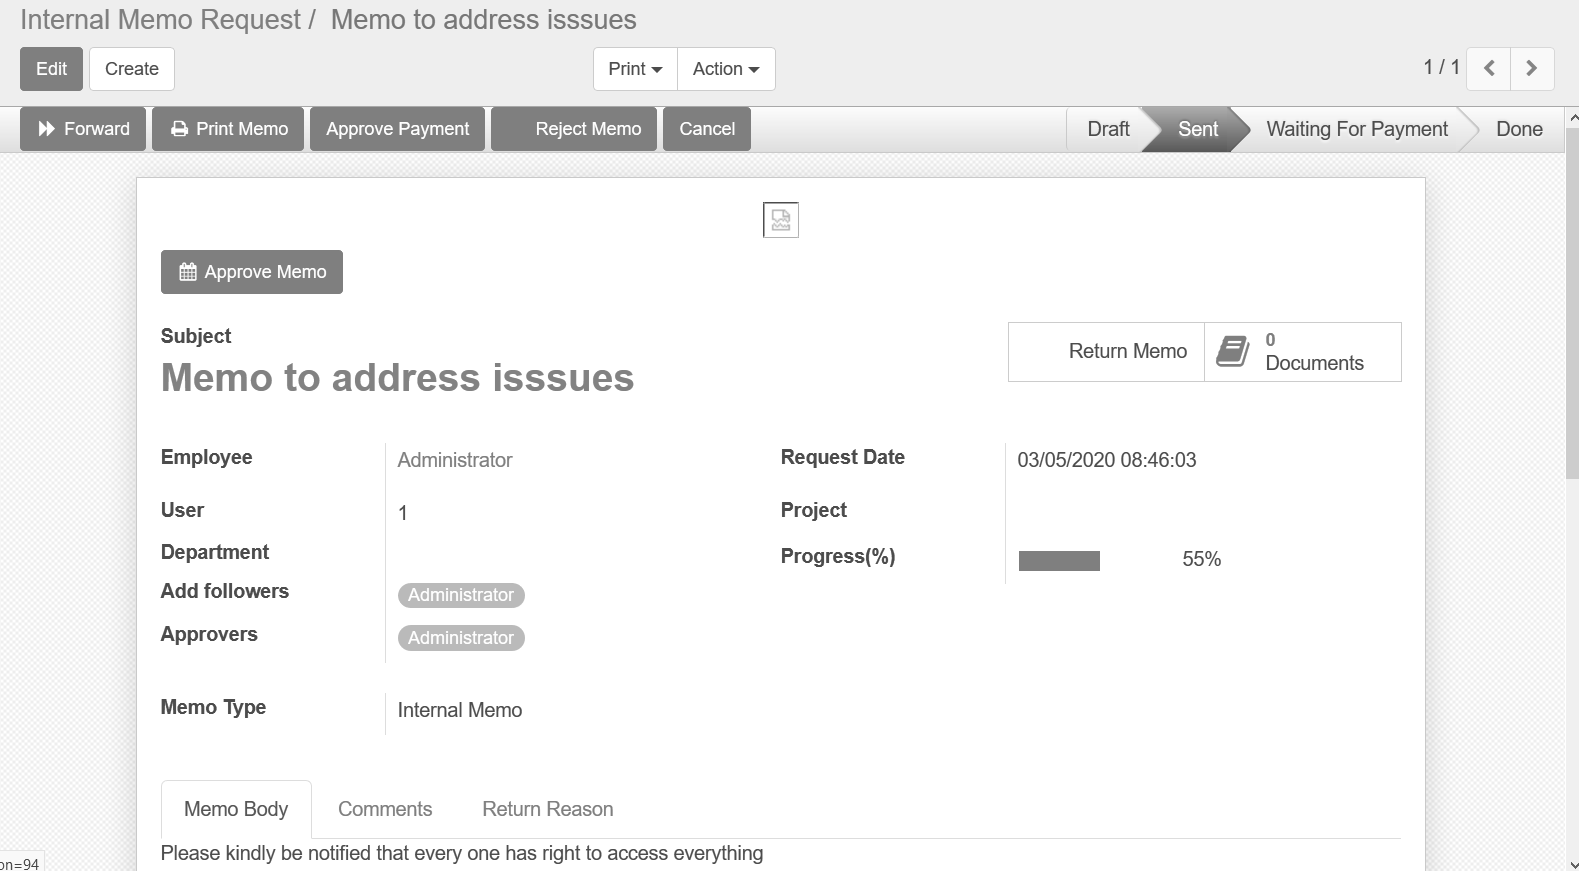 Internal Memo Request / Memo to address isssues
Edit Create Print Action 1 / 1
Forward Print Memo Approve Payment Reject Memo Cancel Draft Sent Waiting For Payment Done
Approve Memo
Subject
Memo to address isssues
Return Memo
0
Documents
Employee Administrator
User 1
Department
Add followers Administrator
Approvers Administrator
Request Date 03/05/2020 08:46:03
Project
Progress(%) 55%
Memo Type Internal Memo
Memo Body Comments Return Reason
Please kindly be notified that every one has right to access everything
on=94